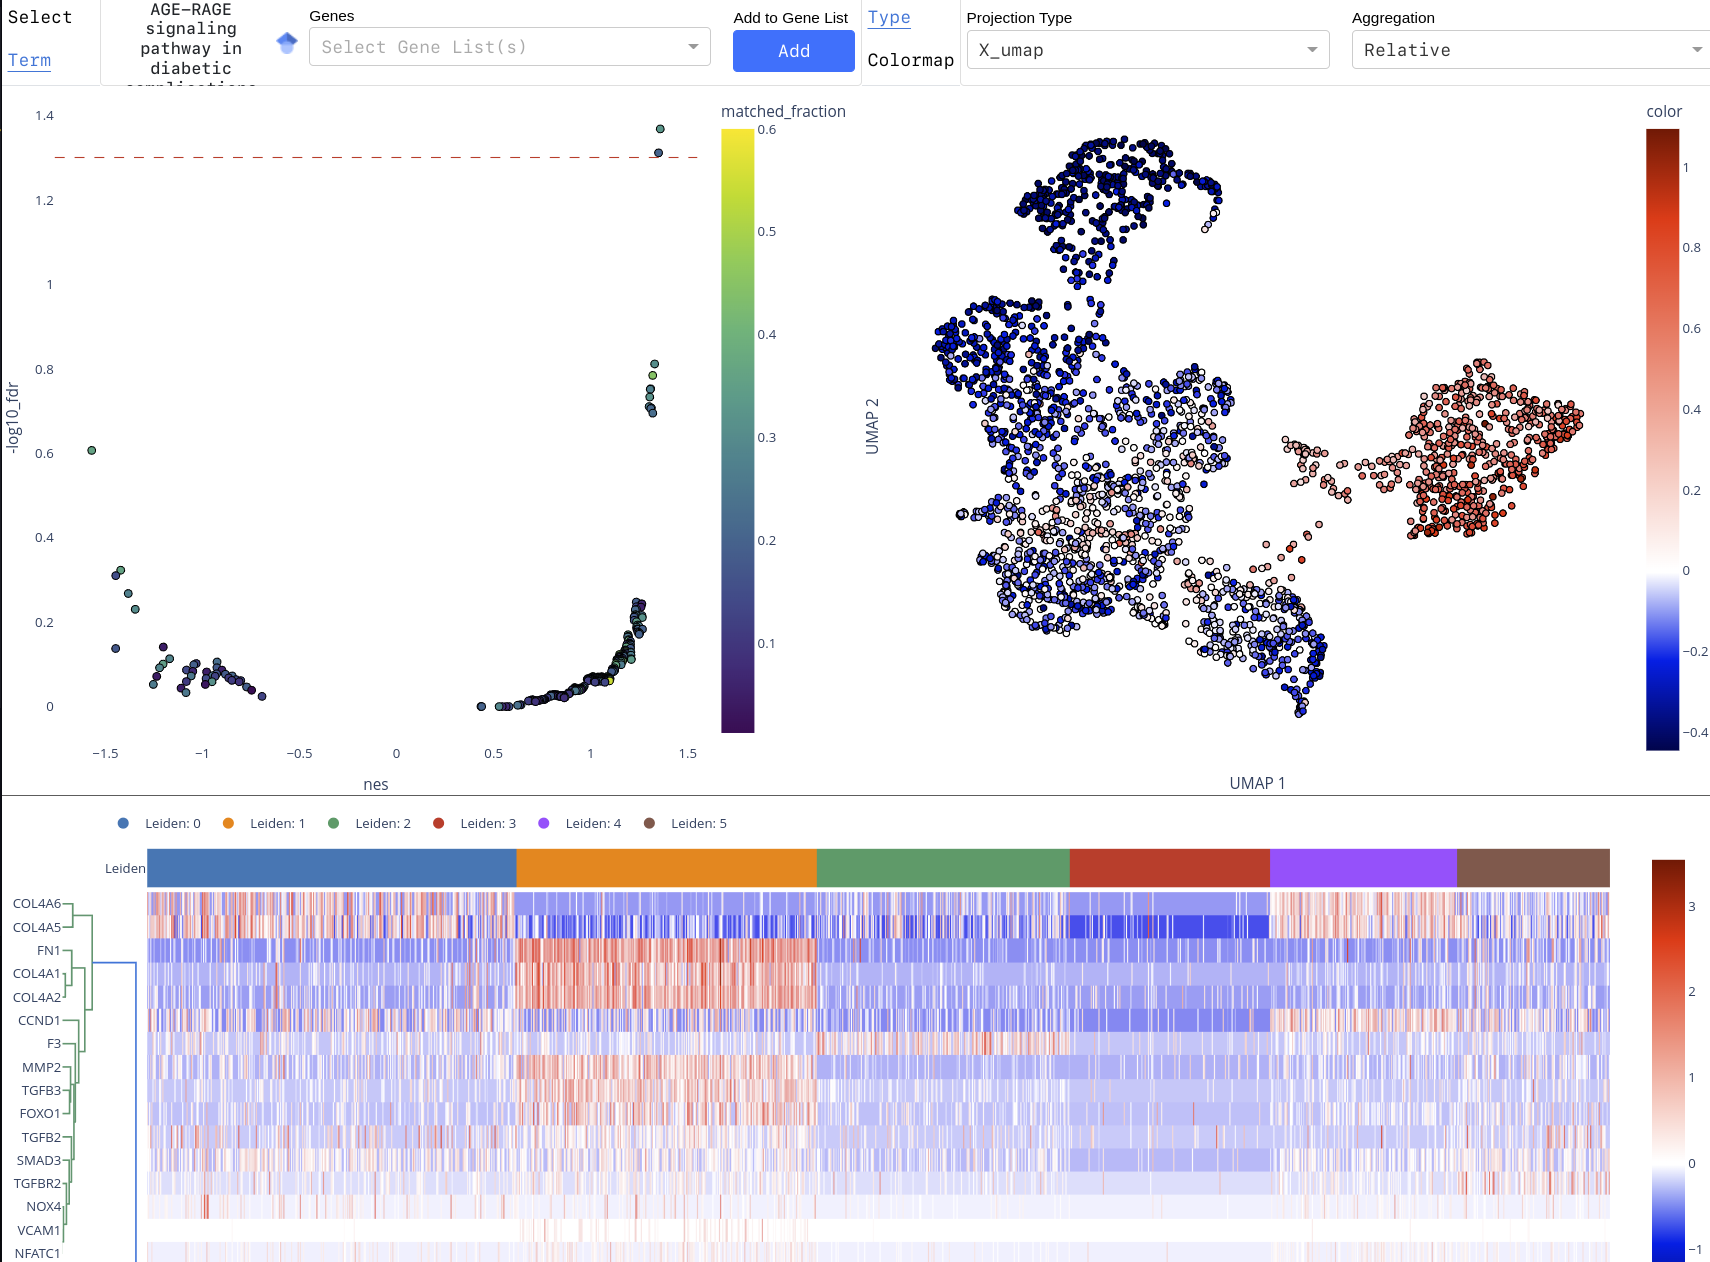 Select
Term
AGE-RAGE
signaling
pathway in
diabetic
complications
Genes
Select Gene List(s)
Add to Gene List
Add
Type
Colormap
Projection Type
X_umap
Aggregation
Relative
-log10_fdr
1.4
1.2
1
0.8
0.6
0.4
0.2
0
−1.5
−1
−0.5
0
0.5
1
1.5
nes
matched_fraction
0.6
0.5
0.4
0.3
0.2
0.1
UMAP 2
UMAP 1
color
1
0.8
0.6
0.4
0.2
0
−0.2
−0.4
Leiden: 0
Leiden: 1
Leiden: 2
Leiden: 3
Leiden: 4
Leiden: 5
Leiden
COL4A6
COL4A5
FN1
COL4A1
COL4A2
CCND1
F3
MMP2
TGFB3
FOXO1
TGFB2
SMAD3
TGFBR2
NOX4
VCAM1
NFATC1
3
2
1
0
−1